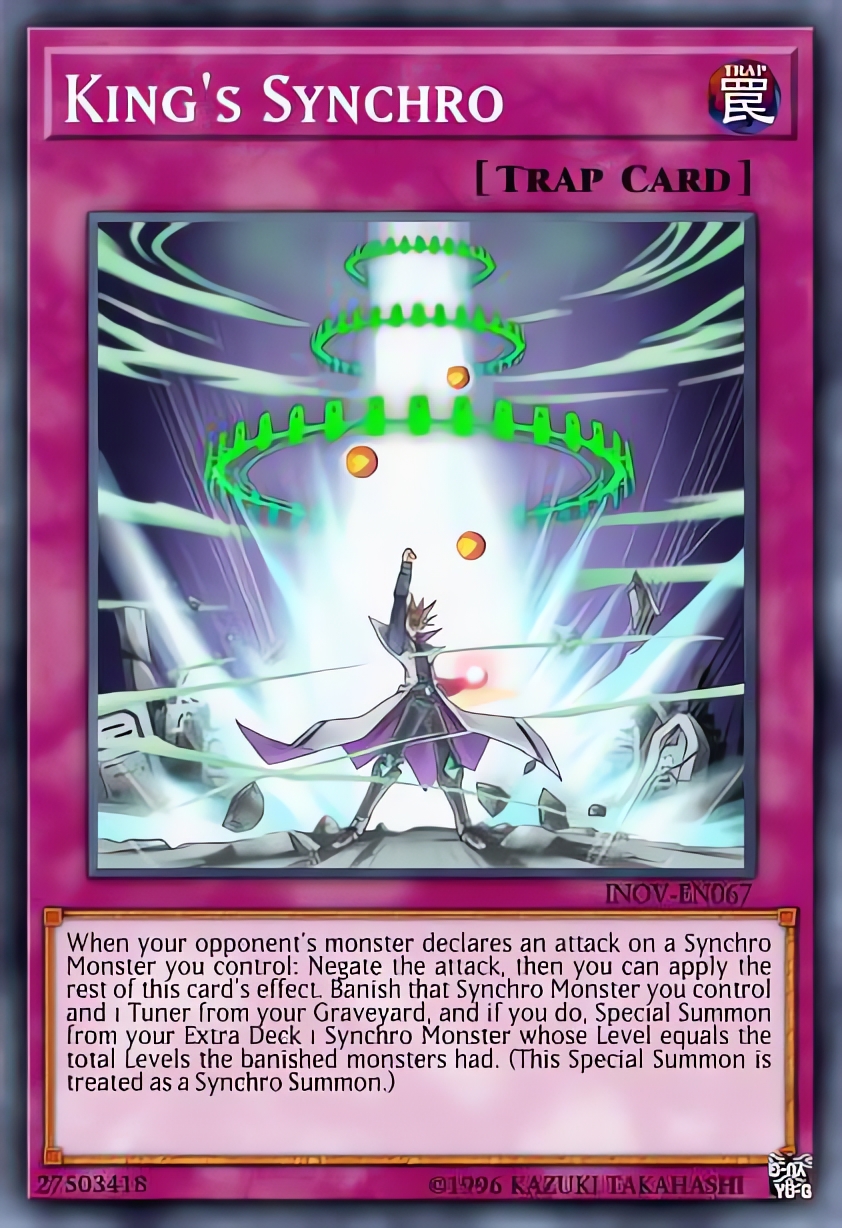 King's Synchro
TRAP
罠
[Trap Card]
INOV-EN067
When your opponent's monster declares an attack on a Synchro
Monster you control: Negate the attack, then you can apply the
rest of this card's effect. Banish that Synchro Monster you control
and 1 Tuner from your Graveyard, and if you do, Special Summon
from your Extra Deck 1 Synchro Monster whose Level equals the
total Levels the banished monsters had. (This Special Summon is
treated as a Synchro Summon.)
27503418
©1996 KAZUKI TAKAHASHI